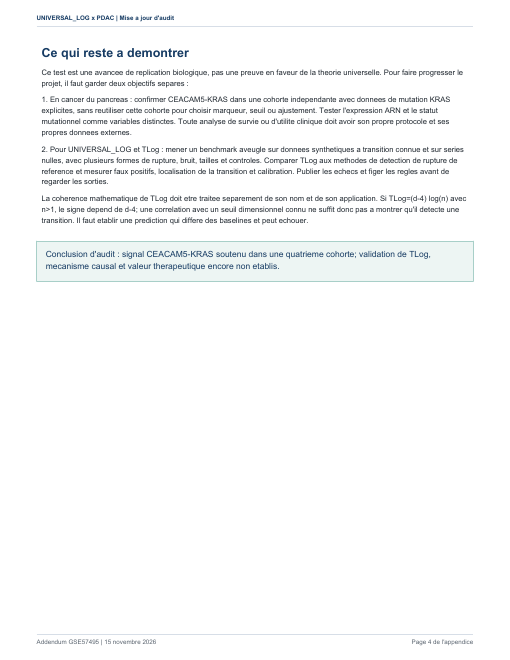 UNIVERSAL_LOG x PDAC | Mise a jour d'audit
Ce qui reste a demontrer
Ce test est une avancee de replication biologique, pas une preuve en faveur de la theorie universelle. Pour faire progresser le
projet, il faut garder deux objectifs separes :
1. En cancer du pancreas : confirmer CEACAM5-KRAS dans une cohorte independante avec donnees de mutation KRAS
explicites, sans reutiliser cette cohorte pour choisir marqueur, seuil ou ajustement. Tester l'expression ARN et le statut
mutationnel comme variables distinctes. Toute analyse de survie ou d'utilite clinique doit avoir son propre protocole et ses
propres donnees externes.
2. Pour UNIVERSAL_LOG et TLog : mener un benchmark aveugle sur donnees synthetiques a transition connue et sur series
nulles, avec plusieurs formes de rupture, bruit, tailles et controles. Comparer TLog aux methodes de detection de rupture de
reference et mesurer faux positifs, localisation de la transition et calibration. Publier les echecs et figer les regles avant de
regarder les sorties.
La coherence mathematique de TLog doit etre traitee separement de son nom et de son application. Si TLog=(d-4) log(n) avec
n>1, le signe depend de d-4; une correlation avec un seuil dimensionnel connu ne suffit donc pas a montrer qu'il detecte une
transition. Il faut etablir une prediction qui differe des baselines et peut echouer.
Conclusion d'audit : signal CEACAM5-KRAS soutenu dans une quatrieme cohorte; validation de TLog,
mecanisme causal et valeur therapeutique encore non etablis.
Addendum GSE57495 | 15 novembre 2026
Page 4 de l'appendice